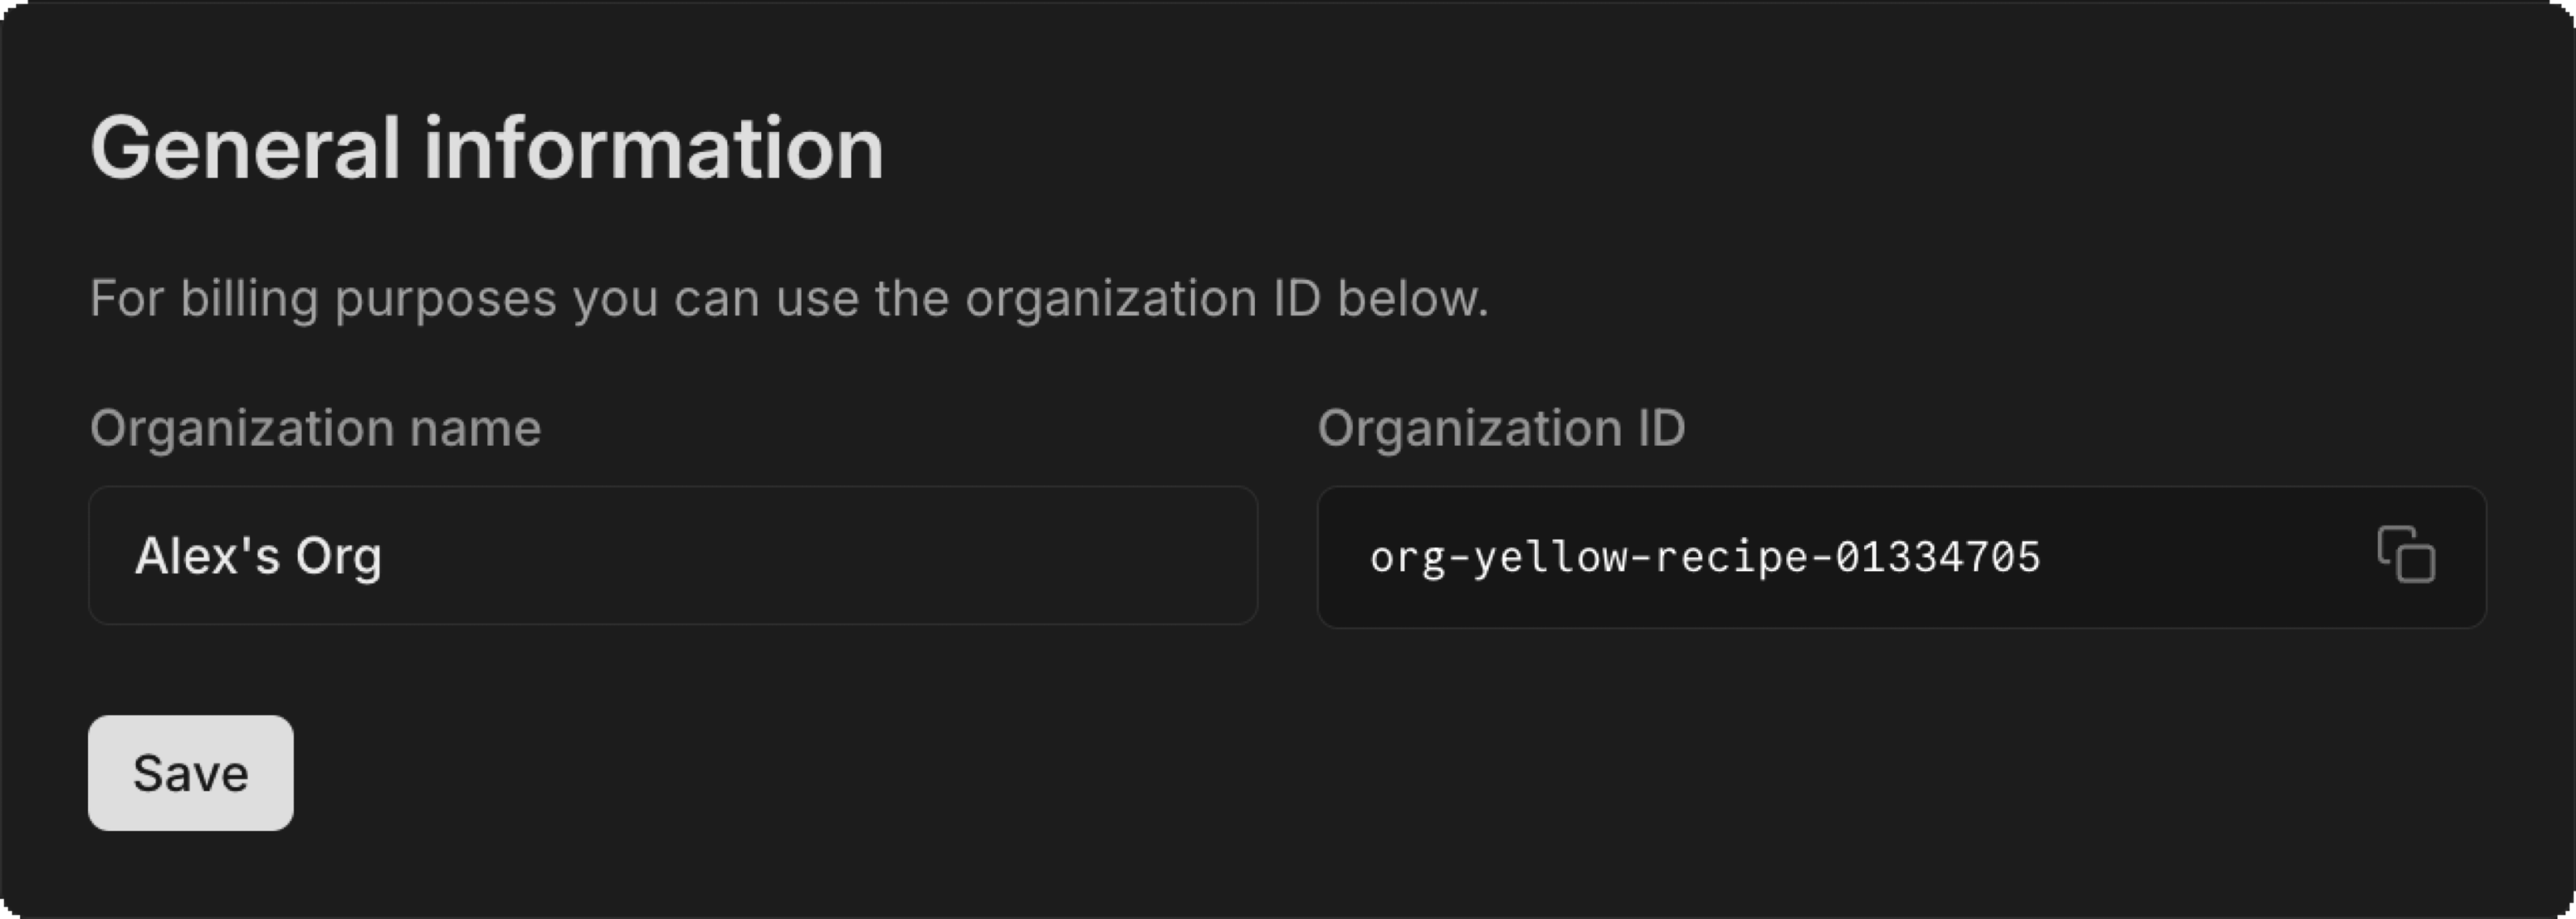 General information
For billing purposes you can use the organization ID below.
Organization name
Organization ID
Alex's Org
org-yellow-recipe-01334705
Save